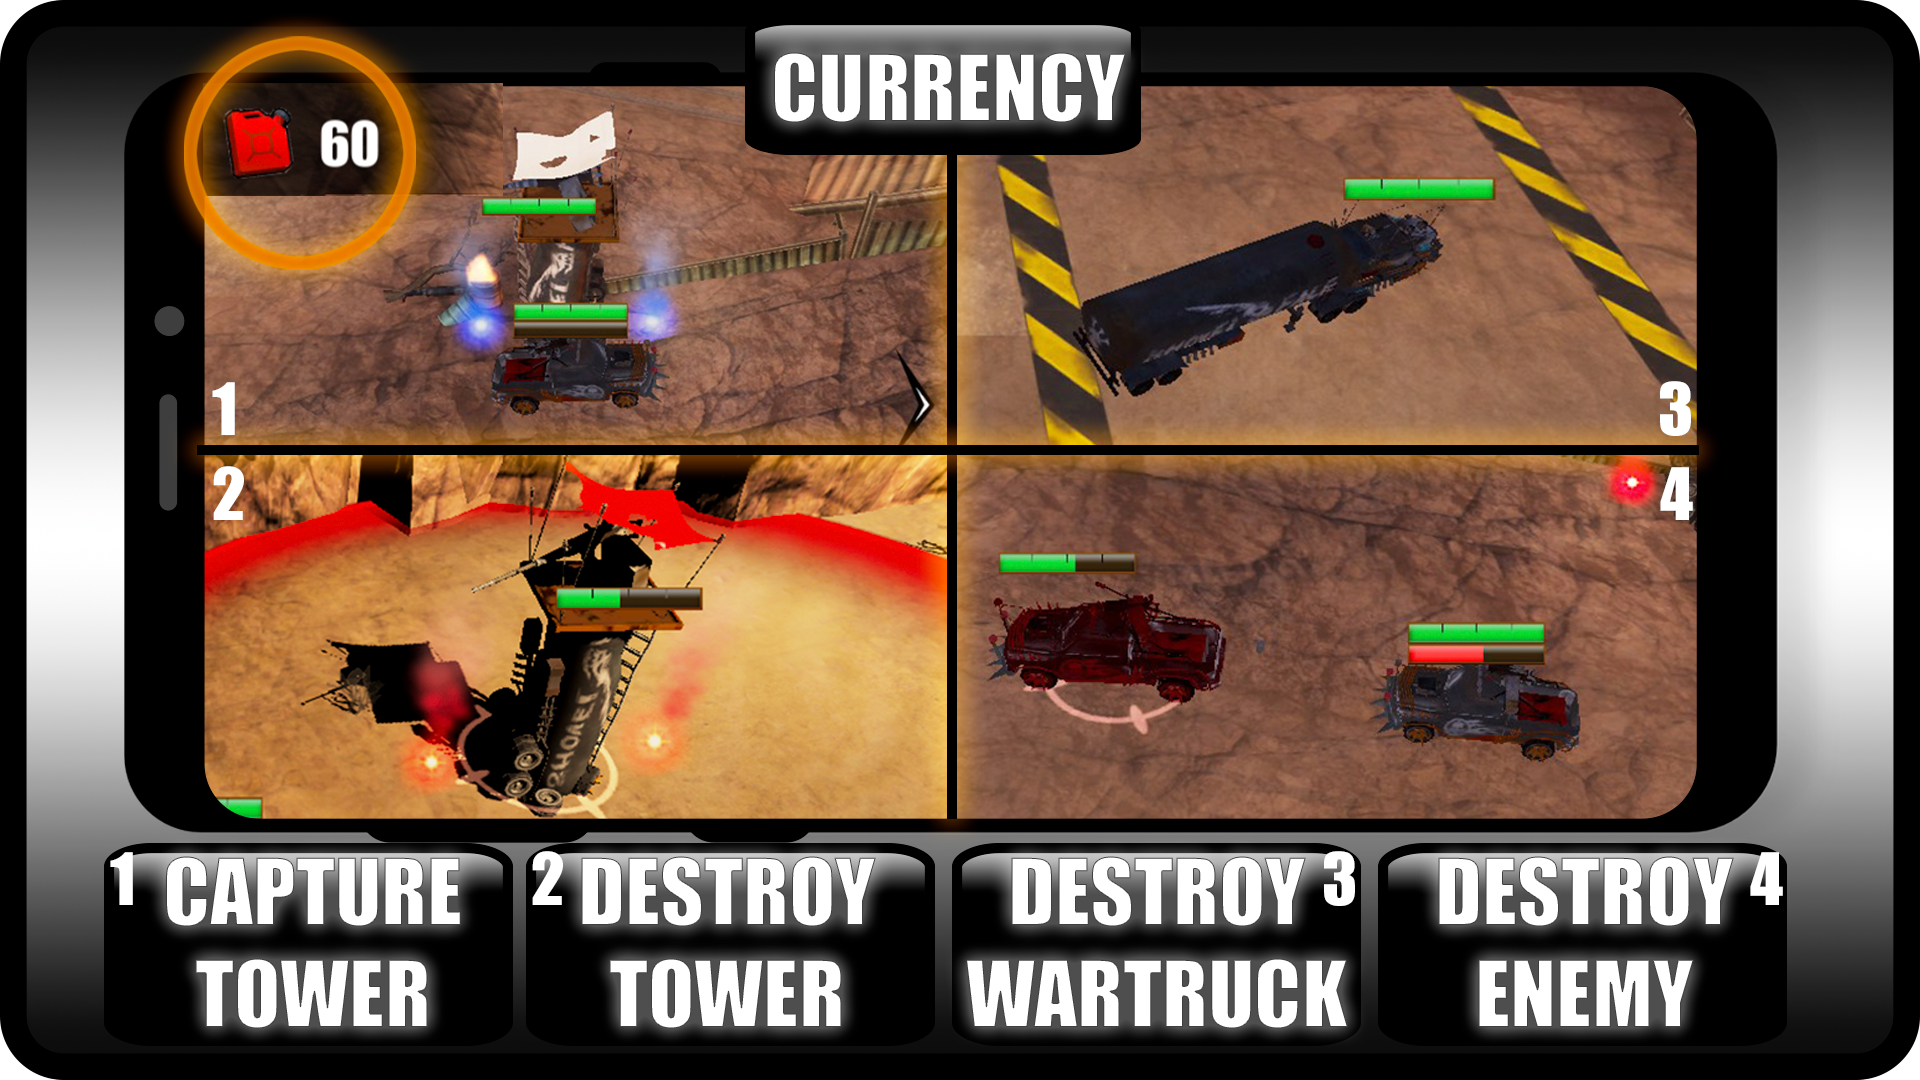 CURRENCY
60
1
3
2
4
1 CAPTURE
TOWER
2 DESTROY
TOWER
DESTROY 3
WARTRUCK
DESTROY 4
ENEMY